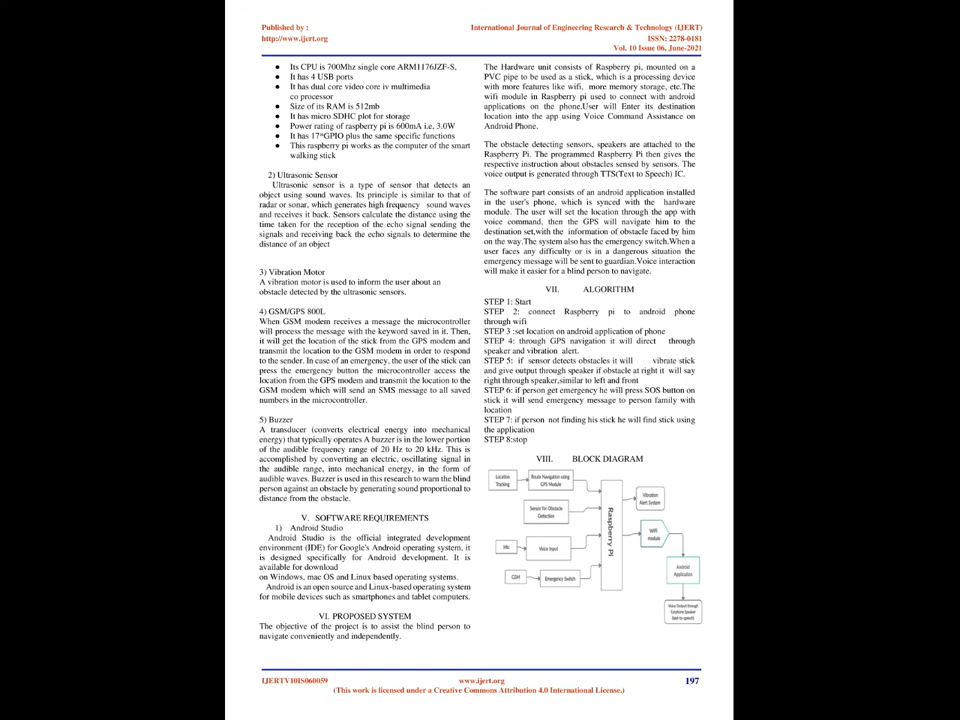 Published by :
http://www.ijert.org
International Journal of Engineering Research & Technology (IJERT)
ISSN: 2278-0181
Vol. 10 Issue 06, June-2021
● Its CPU is 700Mhz single core ARM1176JZF-S,
● It has 4 USB ports
● It has dual core video core iv multimedia
co processor
● Size of its RAM is 512mb
● It has micro SDHC plot for storage
● Power rating of raspberry pi is 600mA i.e, 3.0W
● It has 17*GPIO plus the same specific functions
● This raspberry pi works as the computer of the smart
walking stick
2) Ultrasonic Sensor
Ultrasonic sensor is a type of sensor that detects an
object using sound waves. Its principle is similar to that of
radar or sonar, which generates high frequency sound waves
and receives it back. Sensors calculate the distance using the
time taken for the reception of the echo signal sending the
signals and receiving back the echo signals to determine the
distance of an object
3) Vibration Motor
A vibration motor is used to inform the user about an
obstacle detected by the ultrasonic sensors.
4) GSM/GPS 800L
When GSM modem receives a message the microcontroller
will process the message with the keyword saved in it. Then,
it will get the location of the stick from the GPS modem and
transmit the location to the GSM modem in order to respond
to the sender. In case of an emergency, the user of the stick can
press the emergency button the microcontroller access the
location from the GPS modem and transmit the location to the
GSM modem which will send an SMS message to all saved
numbers in the microcontroller.
5) Buzzer
A transducer (converts electrical energy into mechanical
energy) that typically operates A buzzer is in the lower portion
of the audible frequency range of 20 Hz to 20 kHz. This is
accomplished by converting an electric, oscillating signal in
the audible range, into mechanical energy, in the form of
audible waves. Buzzer is used in this research to warn the blind
person against an obstacle by generating sound proportional to
distance from the obstacle.
V. SOFTWARE REQUIREMENTS
1) Android Studio
Android Studio is the official integrated development
environment (IDE) for Google's Android operating system, it
is designed specifically for Android development. It is
available for download
on Windows, mac OS and Linux based operating systems.
Android is an open source and Linux-based operating system
for mobile devices such as smartphones and tablet computers.
VI. PROPOSED SYSTEM
The objective of the project is to assist the blind person to
navigate conveniently and independently.
The Hardware unit consists of Raspberry pi, mounted on a
PVC pipe to be used as a stick, which is a processing device
with more features like wifi, more memory storage, etc.The
wifi module in Raspberry pi used to connect with android
applications on the phone.User will Enter its destination
location into the app using Voice Command Assistance on
Android Phone.
The obstacle detecting sensors, speakers are attached to the
Raspberry Pi. The programmed Raspberry Pi then gives the
respective instruction about obstacles sensed by sensors. The
voice output is generated through TTS(Text to Speech) IC.
The software part consists of an android application installed
in the user's phone, which is synced with the hardware
module. The user will set the location through the app with
voice command, then the GPS will navigate him to the
destination set,with the information of obstacle faced by him
on the way.The system also has the emergency switch.When a
user faces any difficulty or is in a dangerous situation the
emergency message will be sent to guardian.Voice interaction
will make it easier for a blind person to navigate.
VII. ALGORITHM
STEP 1: Start
STEP 2: connect Raspberry pi to android phone
through wifi
STEP 3 :set location on android application of phone
STEP 4: through GPS navigation it will direct through
speaker and vibration alert.
STEP 5: if sensor detects obstacles it will vibrate stick
and give output through speaker if obstacle at right it will say
right through speaker,similar to left and front
STEP 6: if person get emergency he will press SOS button on
stick it will send emergency message to person family with
location
STEP 7: if person not finding his stick he will find stick using
the application
STEP 8:stop
VIII. BLOCK DIAGRAM
Location
Tracking
Route Navigation using
GPS Module
Sensor for Obstacle
Detection
Mic
Voice Input
GSM
Emergency Switch
Raspberry Pi
Vibration
Alert System
WiFi
module
Android
Application
Voice Output through
Earphone Speaker
(text-to-speech)
IJERTV10IS060059
www.ijert.org
197
(This work is licensed under a Creative Commons Attribution 4.0 International License.)